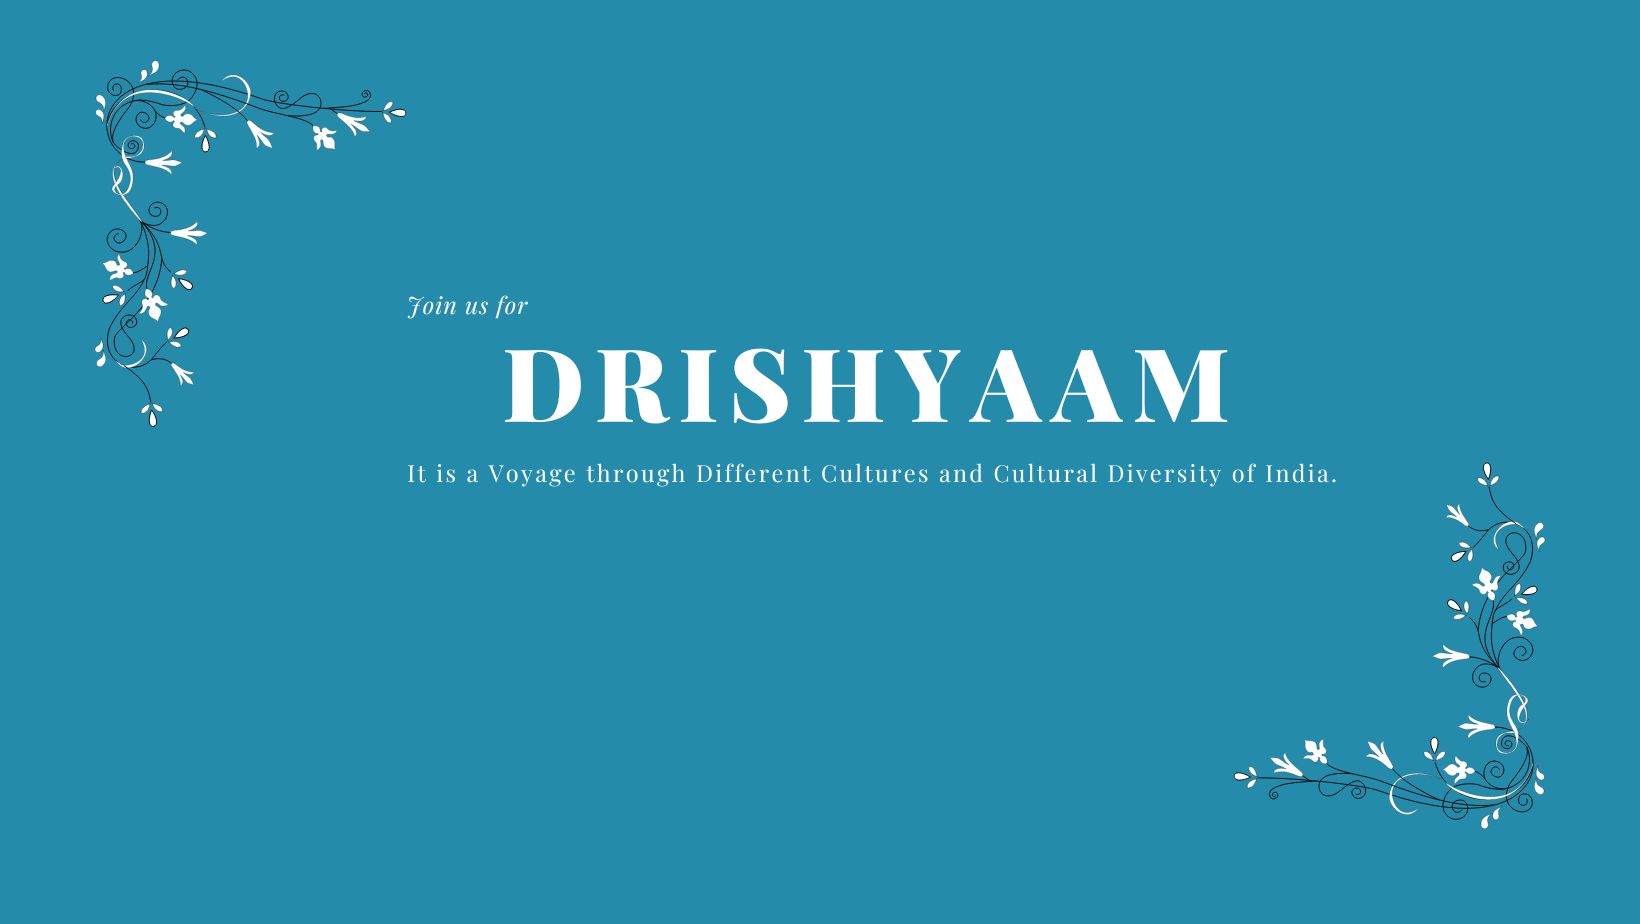 Join us for
DRISHYAAM
It is a Voyage through Different Cultures and Cultural Diversity of India.